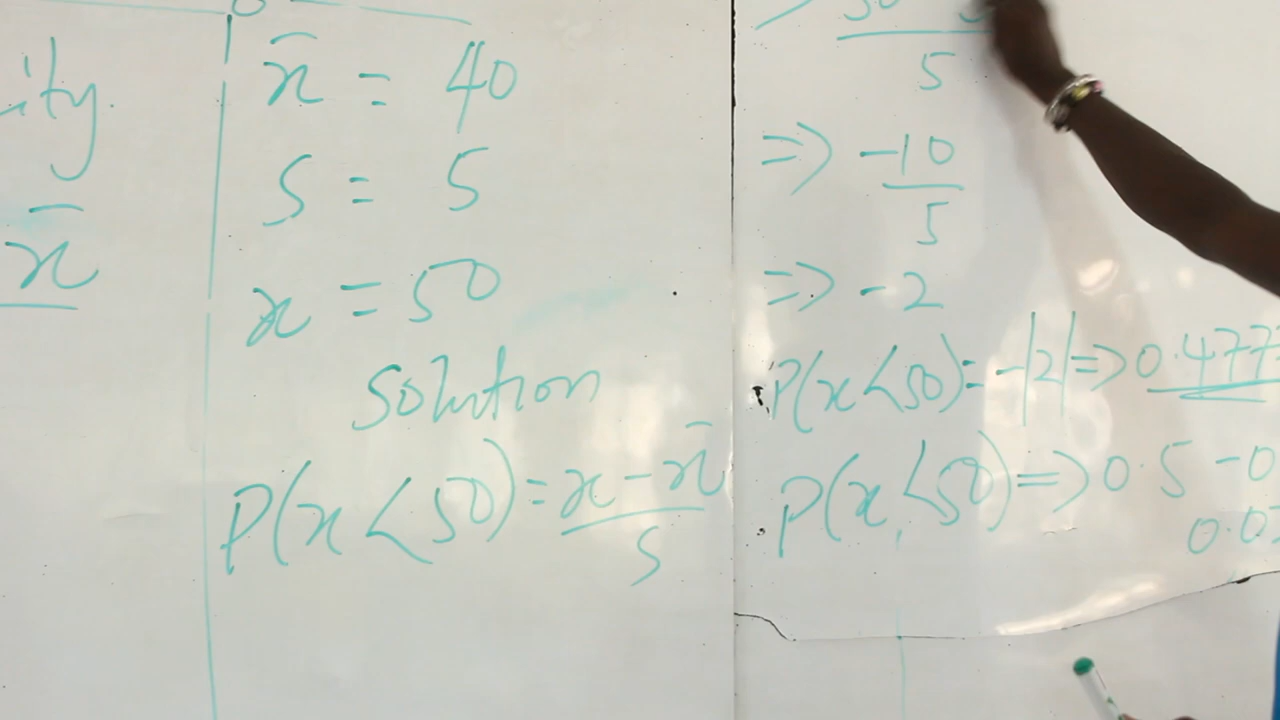 ity
x̄
x̄ = 40
S = 5
x = 50
Solution
P(x < 50) = x - x̄
S
5
=> -10
5
=> -2
P(x < 50) = -|2| => 0.477
P(x < 50) => 0.5 - 0
0.0